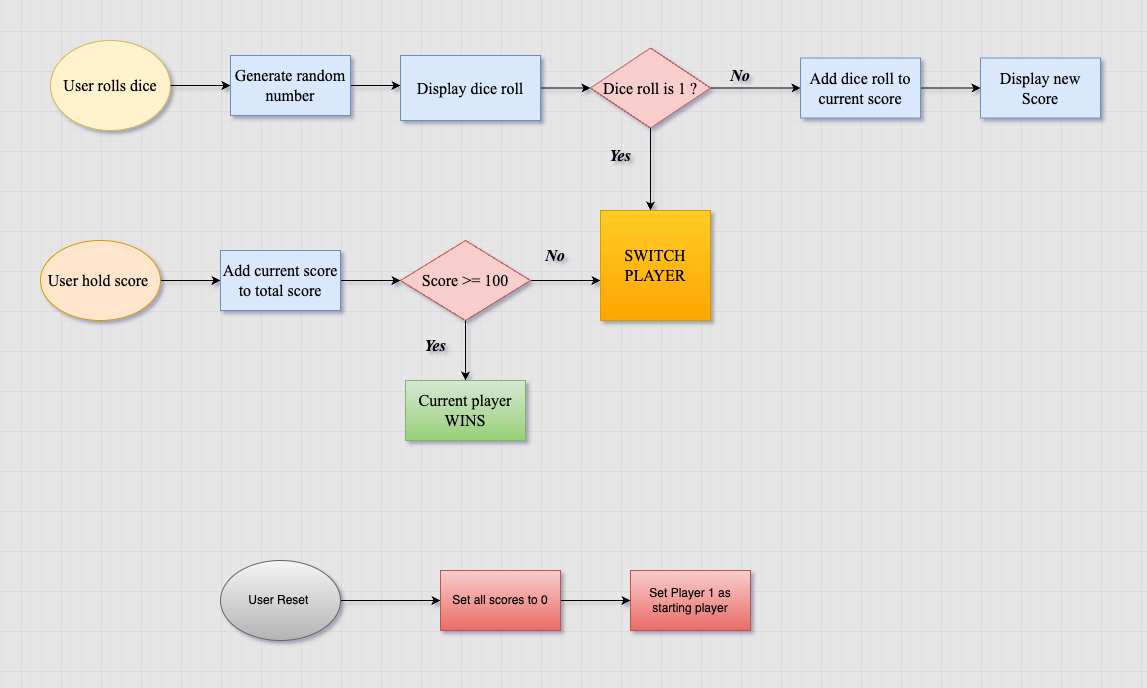 User rolls dice
Generate random
number
Display dice roll
Dice roll is 1 ?
No
Add dice roll to
current score
Display new
Score
Yes
User hold score
Add current score
to total score
Score >= 100
No
SWITCH
PLAYER
Yes
Current player
WINS
User Reset
Set all scores to 0
Set Player 1 as
starting player